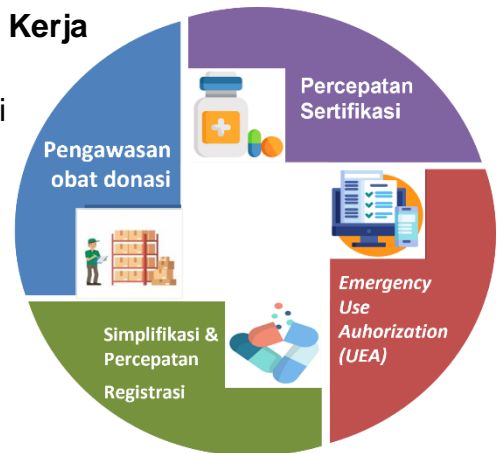 Kerja
i
Percepatan
Sertifikasi
Pengawasan
obat donasi
Emergency
Use
Auhorization
(UEA)
Simplifikasi &
Percepatan
Registrasi